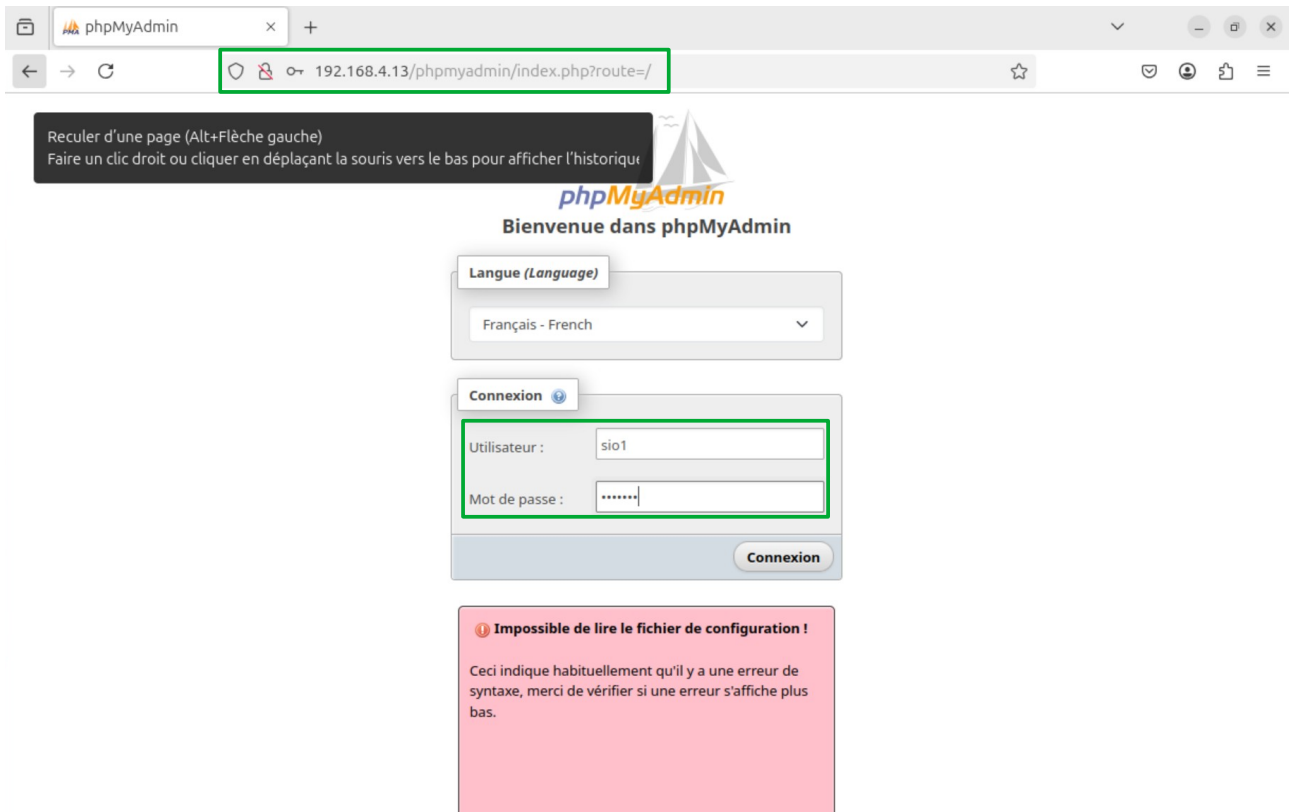 phpMyAdmin
192.168.4.13/phpmyadmin/index.php?route=/
Reculer d'une page (Alt+Flèche gauche)
Faire un clic droit ou cliquer en déplaçant la souris vers le bas pour afficher l'historique
phpMyAdmin
Bienvenue dans phpMyAdmin
Langue (Language)
Français - French
Connexion
Utilisateur :
sio1
Mot de passe :
•••••••
Connexion
Impossible de lire le fichier de configuration !
Ceci indique habituellement qu'il y a une erreur de
syntaxe, merci de vérifier si une erreur s'affiche plus
bas.